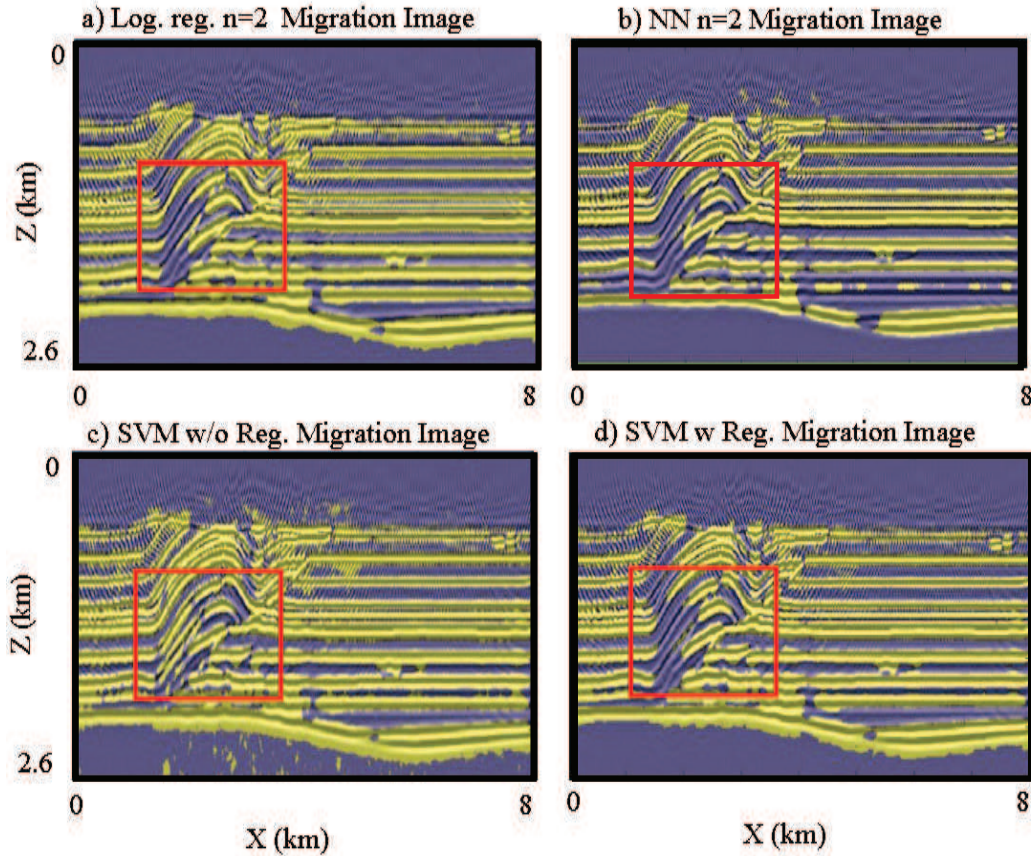 a) Log. reg. n=2 Migration Image
b) NN n=2 Migration Image
0
Z (km)
2.6
0
8
0
8
c) SVM w/o Reg. Migration Image
d) SVM w Reg. Migration Image
0
Z (km)
2.6
0
8
0
8
X (km)
X (km)